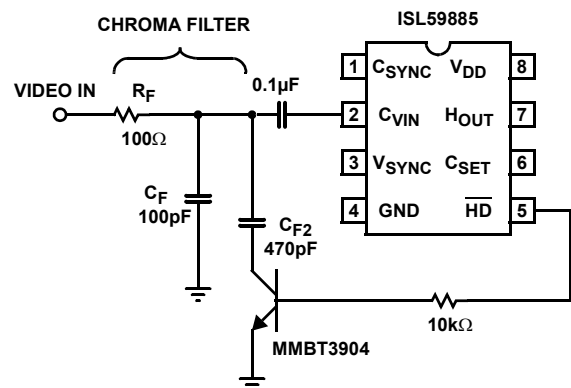 CHROMA FILTER
ISL59885
VIDEO IN
R_F
100Ω
0.1µF
C_F
100pF
C_F2
470pF
1 C_SYNC V_DD 8
2 C_VIN H_OUT 7
3 V_SYNC C_SET 6
4 GND H̅D̅ 5
10kΩ
MMBT3904